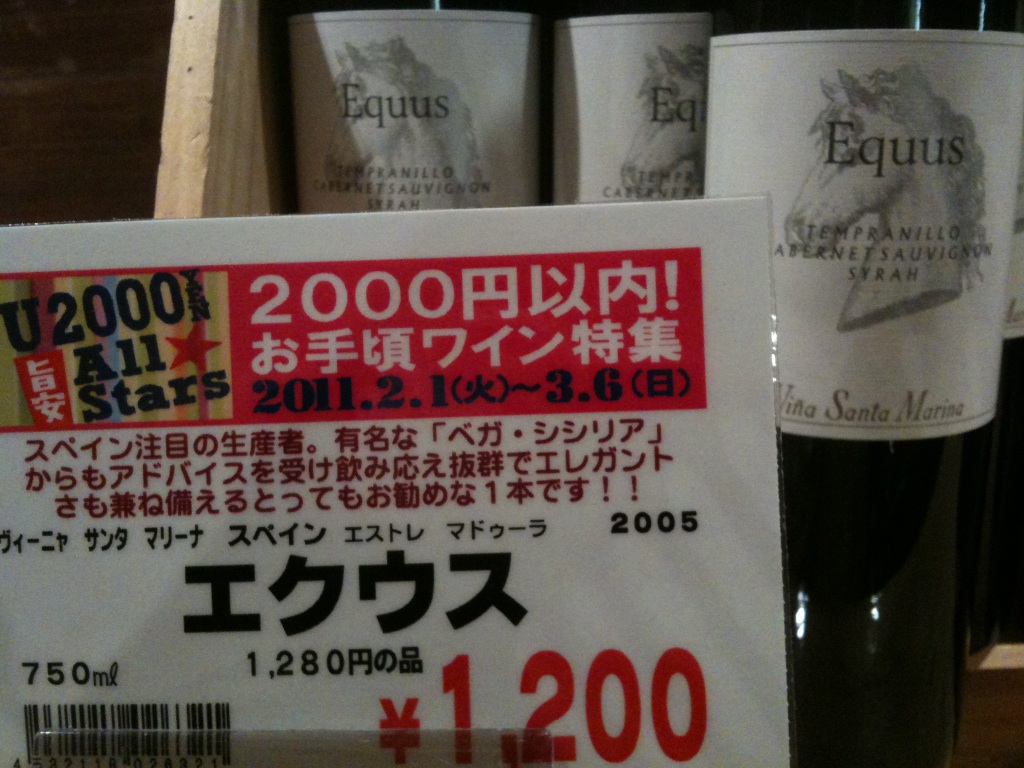 Equus
TEMPRANILLO
CABERNET SAUVIGNON
SYRAH
Equus
TEMPRANILLO
ABERNET SAUVIGNON
SYRAH
Viña Santa Marina
U2000YEN
旨安
All★
Stars
2000円以内!
お手頃ワイン特集
2011.2.1(火)～3.6(日)
スペイン注目の生産者。有名な「ベガ・シシリア」
からもアドバイスを受け飲み応え抜群でエレガント
さも兼ね備えるとってもお勧めな1本です!!
ヴィーニャ サンタ マリーナ スペイン エストレ マドゥーラ 2005
エクウス
750ml 1,280円の品
¥1,200